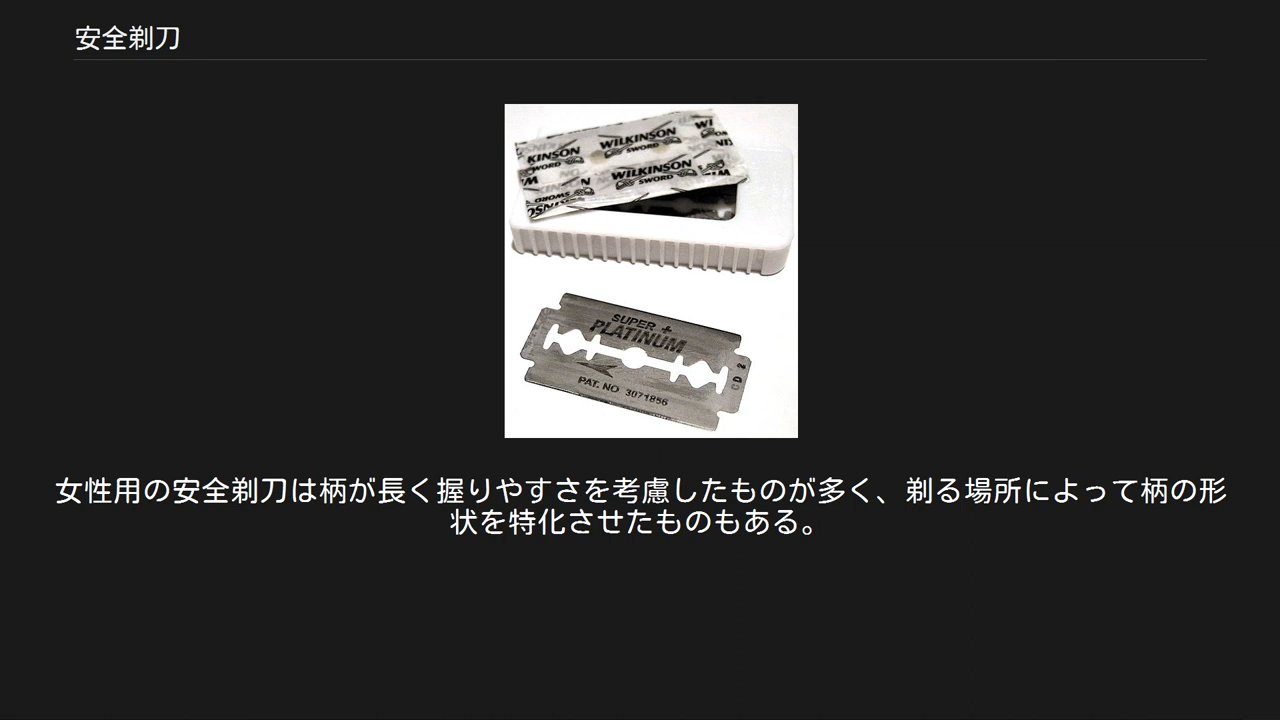 安全剃刀
WI
KINSON
WILKINSON
SWORD
WILKINSON
SWORD
SUPER +
PLATINUM
PAT. NO 3071856
CD 2
女性用の安全剃刀は柄が長く握りやすさを考慮したものが多く、剃る場所によって柄の形
状を特化させたものもある。